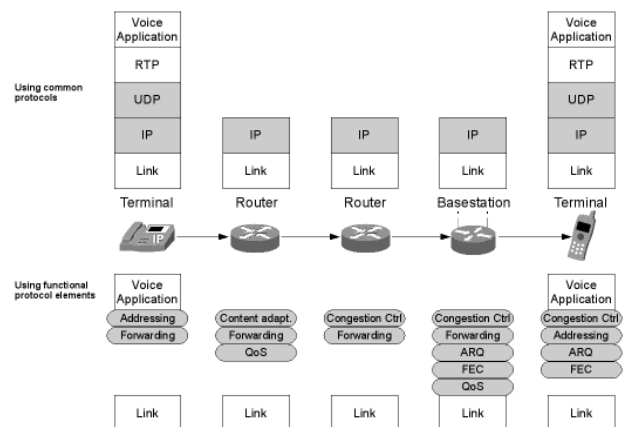 Voice
Application
Voice
Application
RTP
RTP
Using common
protocols
UDP
UDP
IP
IP
IP
IP
IP
Link
Link
Link
Link
Link
Terminal
Router
Router
Basestation
Terminal
IP
Using functional
protocol elements
Voice
Application
Voice
Application
Addressing
Content adapt.
Congestion Ctrl
Congestion Ctrl
Congestion Ctrl
Forwarding
Forwarding
Forwarding
Forwarding
Addressing
QoS
ARQ
ARQ
FEC
FEC
QoS
Link
Link
Link
Link
Link